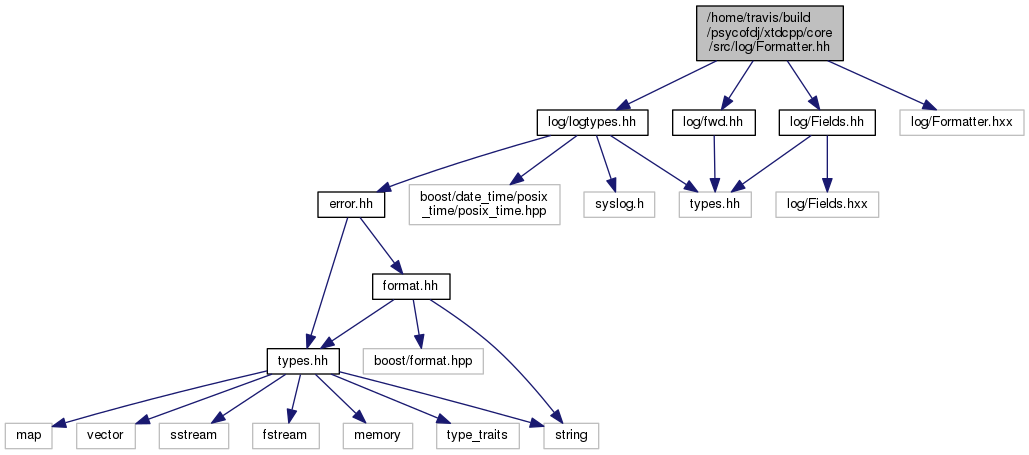 /home/travis/build
/psycofdj/xtdcpp/core
/src/log/Formatter.hh
log/logtypes.hh
log/fwd.hh
log/Fields.hh
log/Formatter.hxx
error.hh
boost/date_time/posix
_time/posix_time.hpp
syslog.h
types.hh
log/Fields.hxx
format.hh
types.hh
boost/format.hpp
map
vector
sstream
fstream
memory
type_traits
string